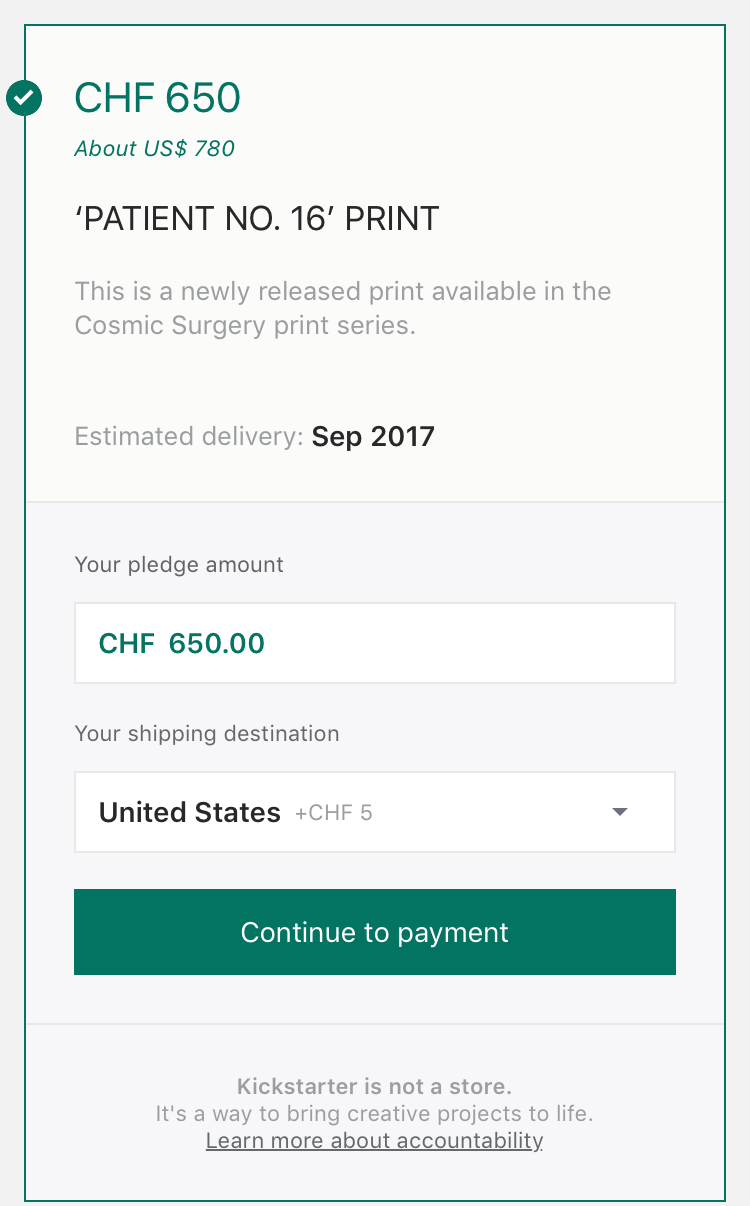 CHF 650
About US$ 780
‘PATIENT NO. 16’ PRINT
This is a newly released print available in the
Cosmic Surgery print series.
Estimated delivery: Sep 2017
Your pledge amount
CHF 650.00
Your shipping destination
United States +CHF 5
Continue to payment
Kickstarter is not a store.
It's a way to bring creative projects to life.
Learn more about accountability